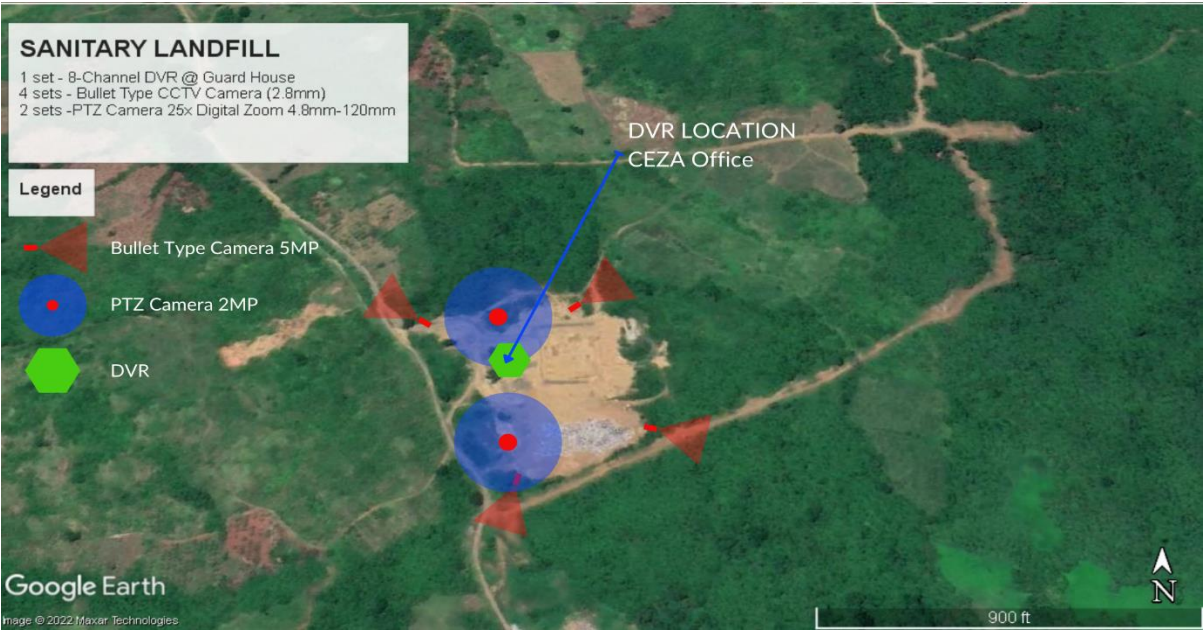 SANITARY LANDFILL
1 set - 8-Channel DVR @ Guard House
4 sets - Bullet Type CCTV Camera (2.8mm)
2 sets -PTZ Camera 25x Digital Zoom 4.8mm-120mm
DVR LOCATION
CEZA Office
Legend
Bullet Type Camera 5MP
PTZ Camera 2MP
DVR
Google Earth
mage © 2022 Maxar Technologies
900 ft
N